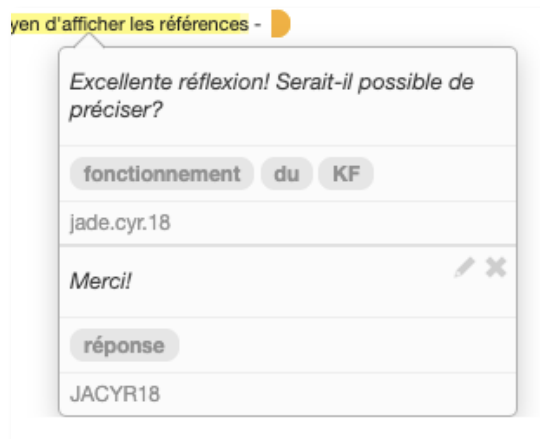 yen d'afficher les références -
Excellente réflexion! Serait-il possible de
préciser?
fonctionnement du KF
jade.cyr.18
Merci!
réponse
JACYR18